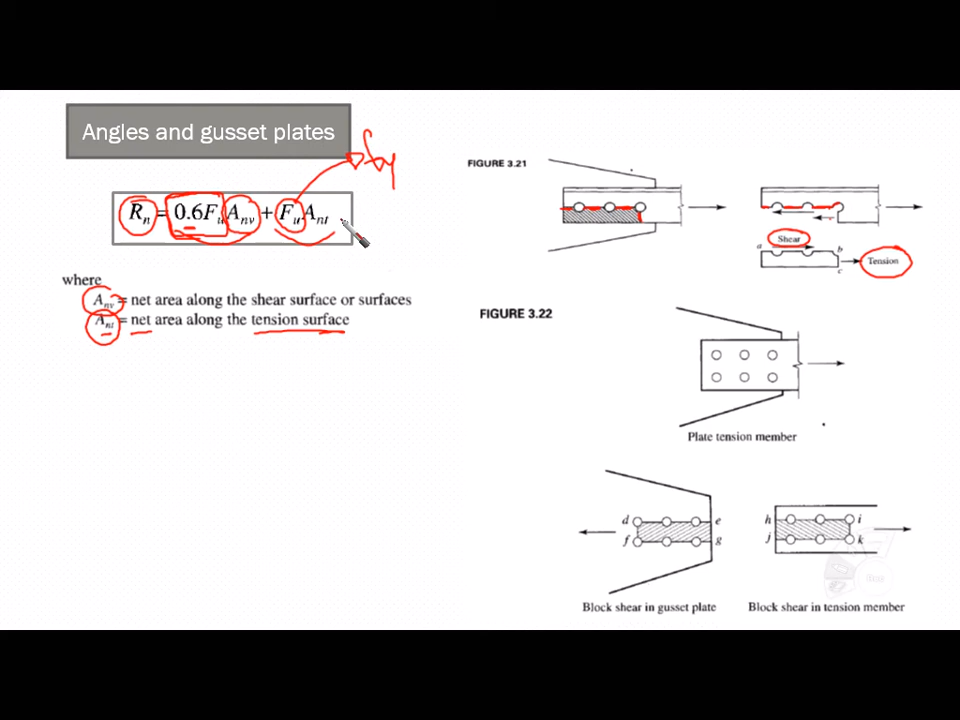 Angles and gusset plates
fy
Rn = 0.6FuAnv + FuAnt
where
Anv = net area along the shear surface or surfaces
Ant = net area along the tension surface
FIGURE 3.21
Shear
a
b
Tension
c
FIGURE 3.22
Plate tension member
d
e
f
g
Block shear in gusset plate
h
i
j
k
Block shear in tension member